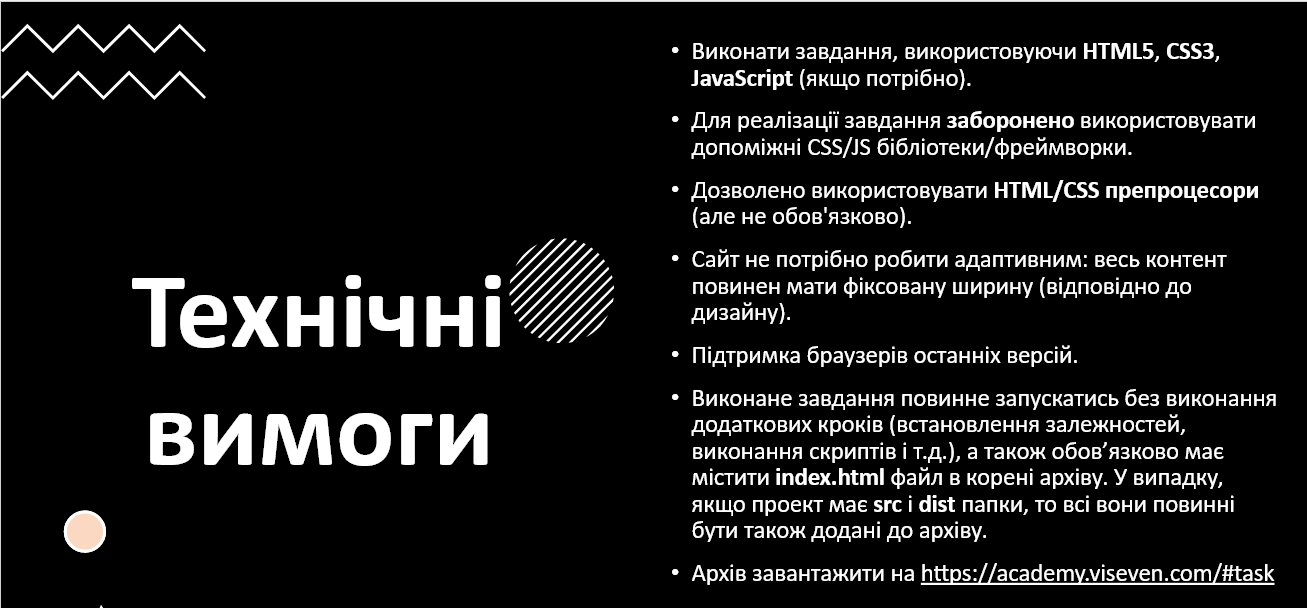 Технічні
вимоги
• Виконати завдання, використовуючи HTML5, CSS3,
JavaScript (якщо потрібно).
• Для реалізації завдання заборонено використовувати
допоміжні CSS/JS бібліотеки/фреймворки.
• Дозволено використовувати HTML/CSS препроцесори
(але не обов'язково).
• Сайт не потрібно робити адаптивним: весь контент
повинен мати фіксовану ширину (відповідно до
дизайну).
• Підтримка браузерів останніх версій.
• Виконане завдання повинне запускатись без виконання
додаткових кроків (встановлення залежностей,
виконання скриптів і т.д.), а також обов’язково має
містити index.html файл в корені архіву. У випадку,
якщо проект має src і dist папки, то всі вони повинні
бути також додані до архіву.
• Архів завантажити на https://academy.viseven.com/#task